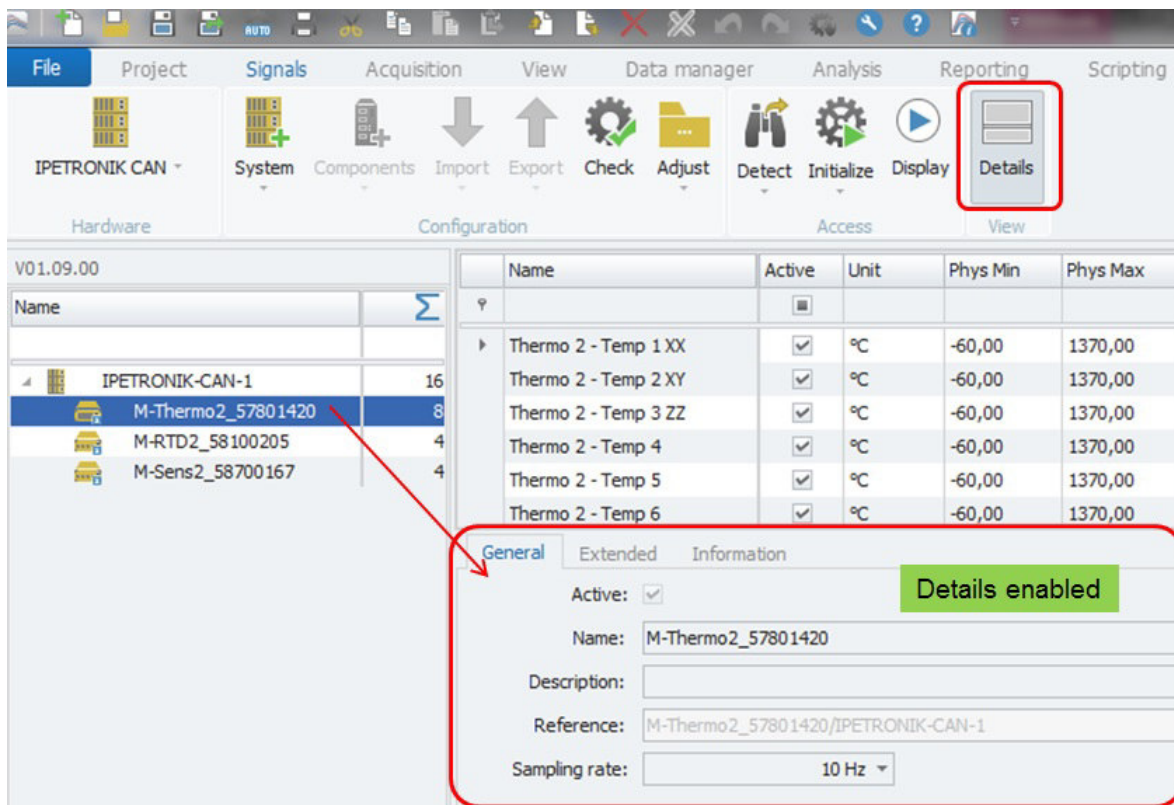 AUTO
File Project Signals Acquisition View Data manager Analysis Reporting Scripting
IPETRONIK CAN System Components Import Export Check Adjust Detect Initialize Display Details
Hardware Configuration Access View
V01.09.00
Name Σ
IPETRONIK-CAN-1 16
M-Thermo2_57801420 8
M-RTD2_58100205 4
M-Sens2_58700167 4
Name Active Unit Phys Min Phys Max
Thermo 2 - Temp 1 XX °C -60,00 1370,00
Thermo 2 - Temp 2 XY °C -60,00 1370,00
Thermo 2 - Temp 3 ZZ °C -60,00 1370,00
Thermo 2 - Temp 4 °C -60,00 1370,00
Thermo 2 - Temp 5 °C -60,00 1370,00
Thermo 2 - Temp 6 °C -60,00 1370,00
General Extended Information
Details enabled
Active:
Name: M-Thermo2_57801420
Description:
Reference: M-Thermo2_57801420/IPETRONIK-CAN-1
Sampling rate: 10 Hz